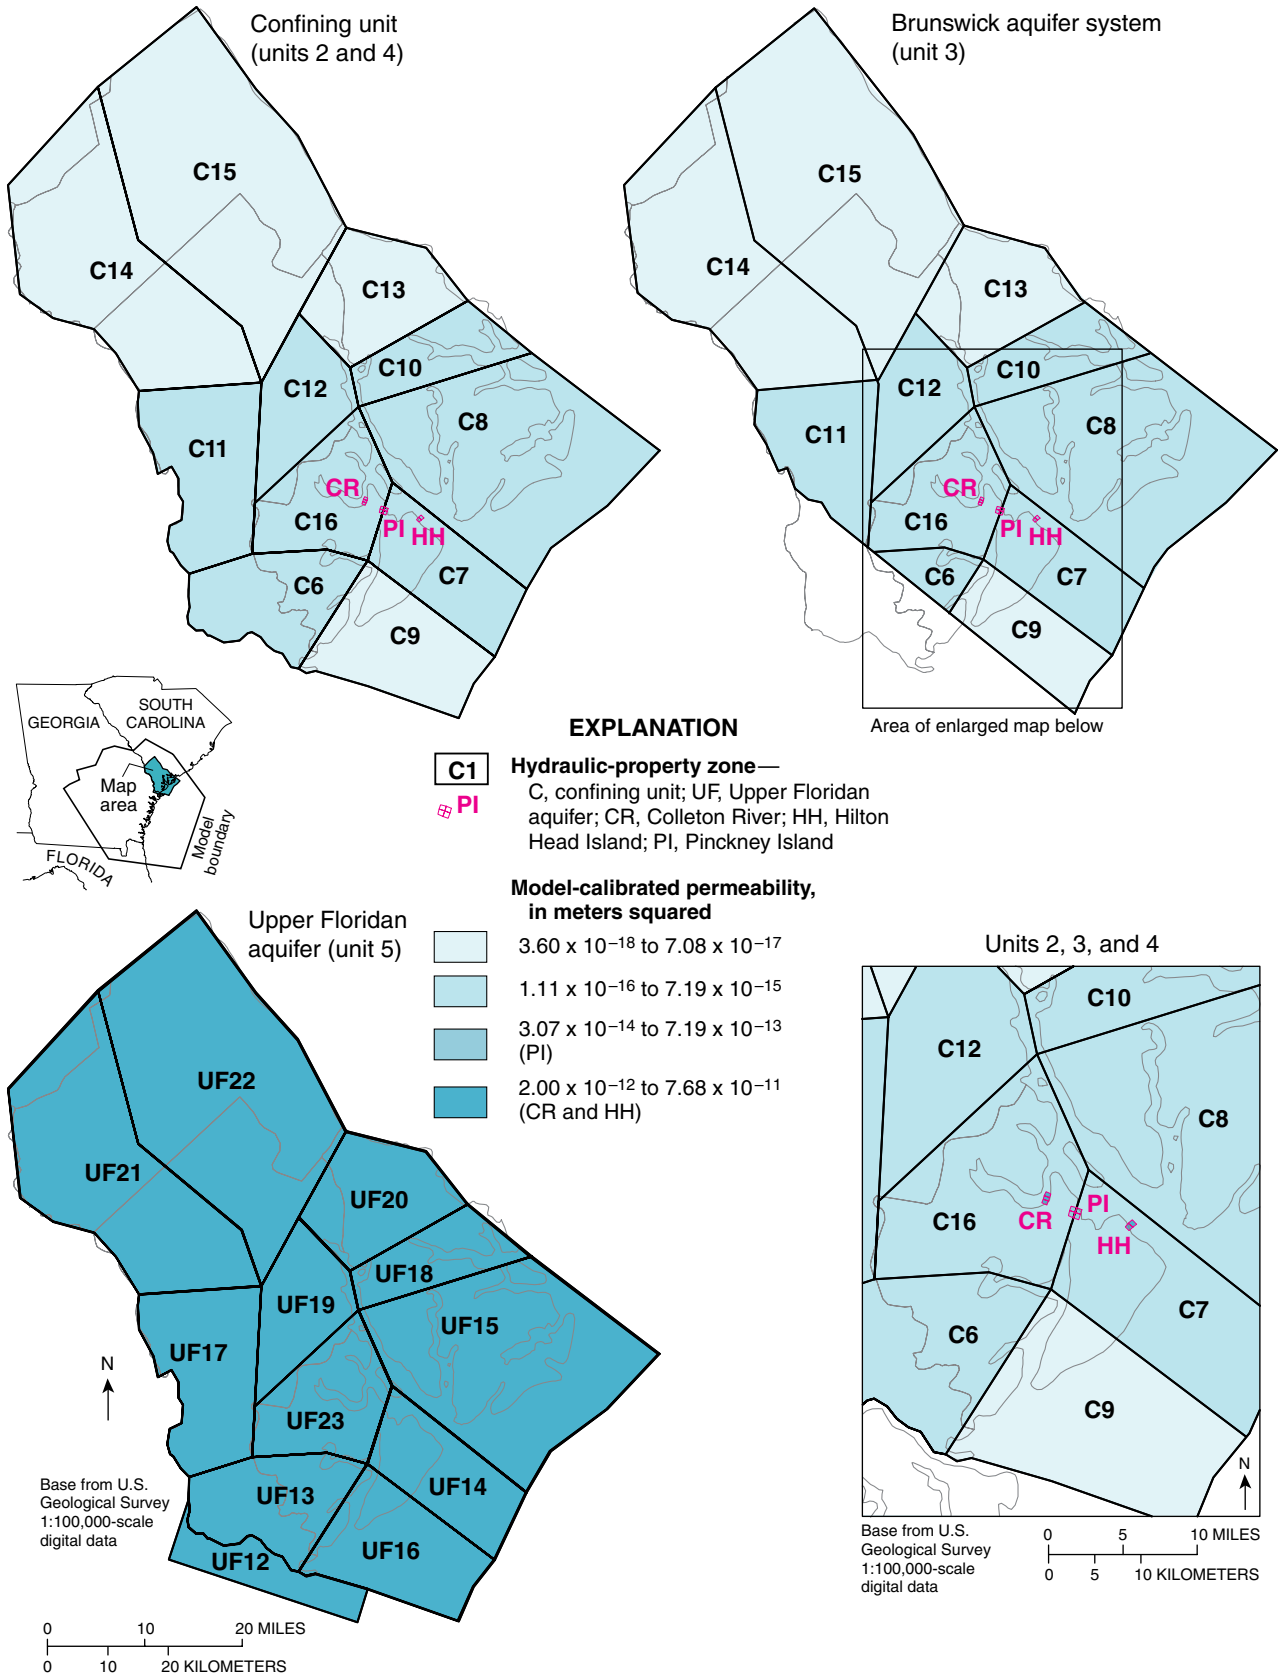 Confining unit
(units 2 and 4)
C15
C14
C13
C10
C12
C8
C11
CR
C16
PI
HH
C7
C6
C9
Brunswick aquifer system
(unit 3)
C15
C14
C13
C10
C12
C8
C11
CR
C16
PI
HH
C7
C6
C9
Area of enlarged map below
GEORGIA
SOUTH
CAROLINA
Map
area
Model
boundary
FLORIDA
EXPLANATION
C1
Hydraulic-property zone—
C, confining unit; UF, Upper Floridan
aquifer; CR, Colleton River; HH, Hilton
Head Island; PI, Pinckney Island
PI
Model-calibrated permeability,
in meters squared
3.60 x 10–18 to 7.08 x 10–17
1.11 x 10–16 to 7.19 x 10–15
3.07 x 10–14 to 7.19 x 10–13
(PI)
2.00 x 10–12 to 7.68 x 10–11
(CR and HH)
Upper Floridan
aquifer (unit 5)
UF22
UF21
UF20
UF18
UF19
UF15
UF17
UF23
UF14
UF13
UF16
UF12
N
Base from U.S.
Geological Survey
1:100,000-scale
digital data
0 10 20 MILES
0 10 20 KILOMETERS
Units 2, 3, and 4
C10
C12
C8
C16
CR
PI
HH
C7
C6
C9
N
Base from U.S.
Geological Survey
1:100,000-scale
digital data
0 5 10 MILES
0 5 10 KILOMETERS